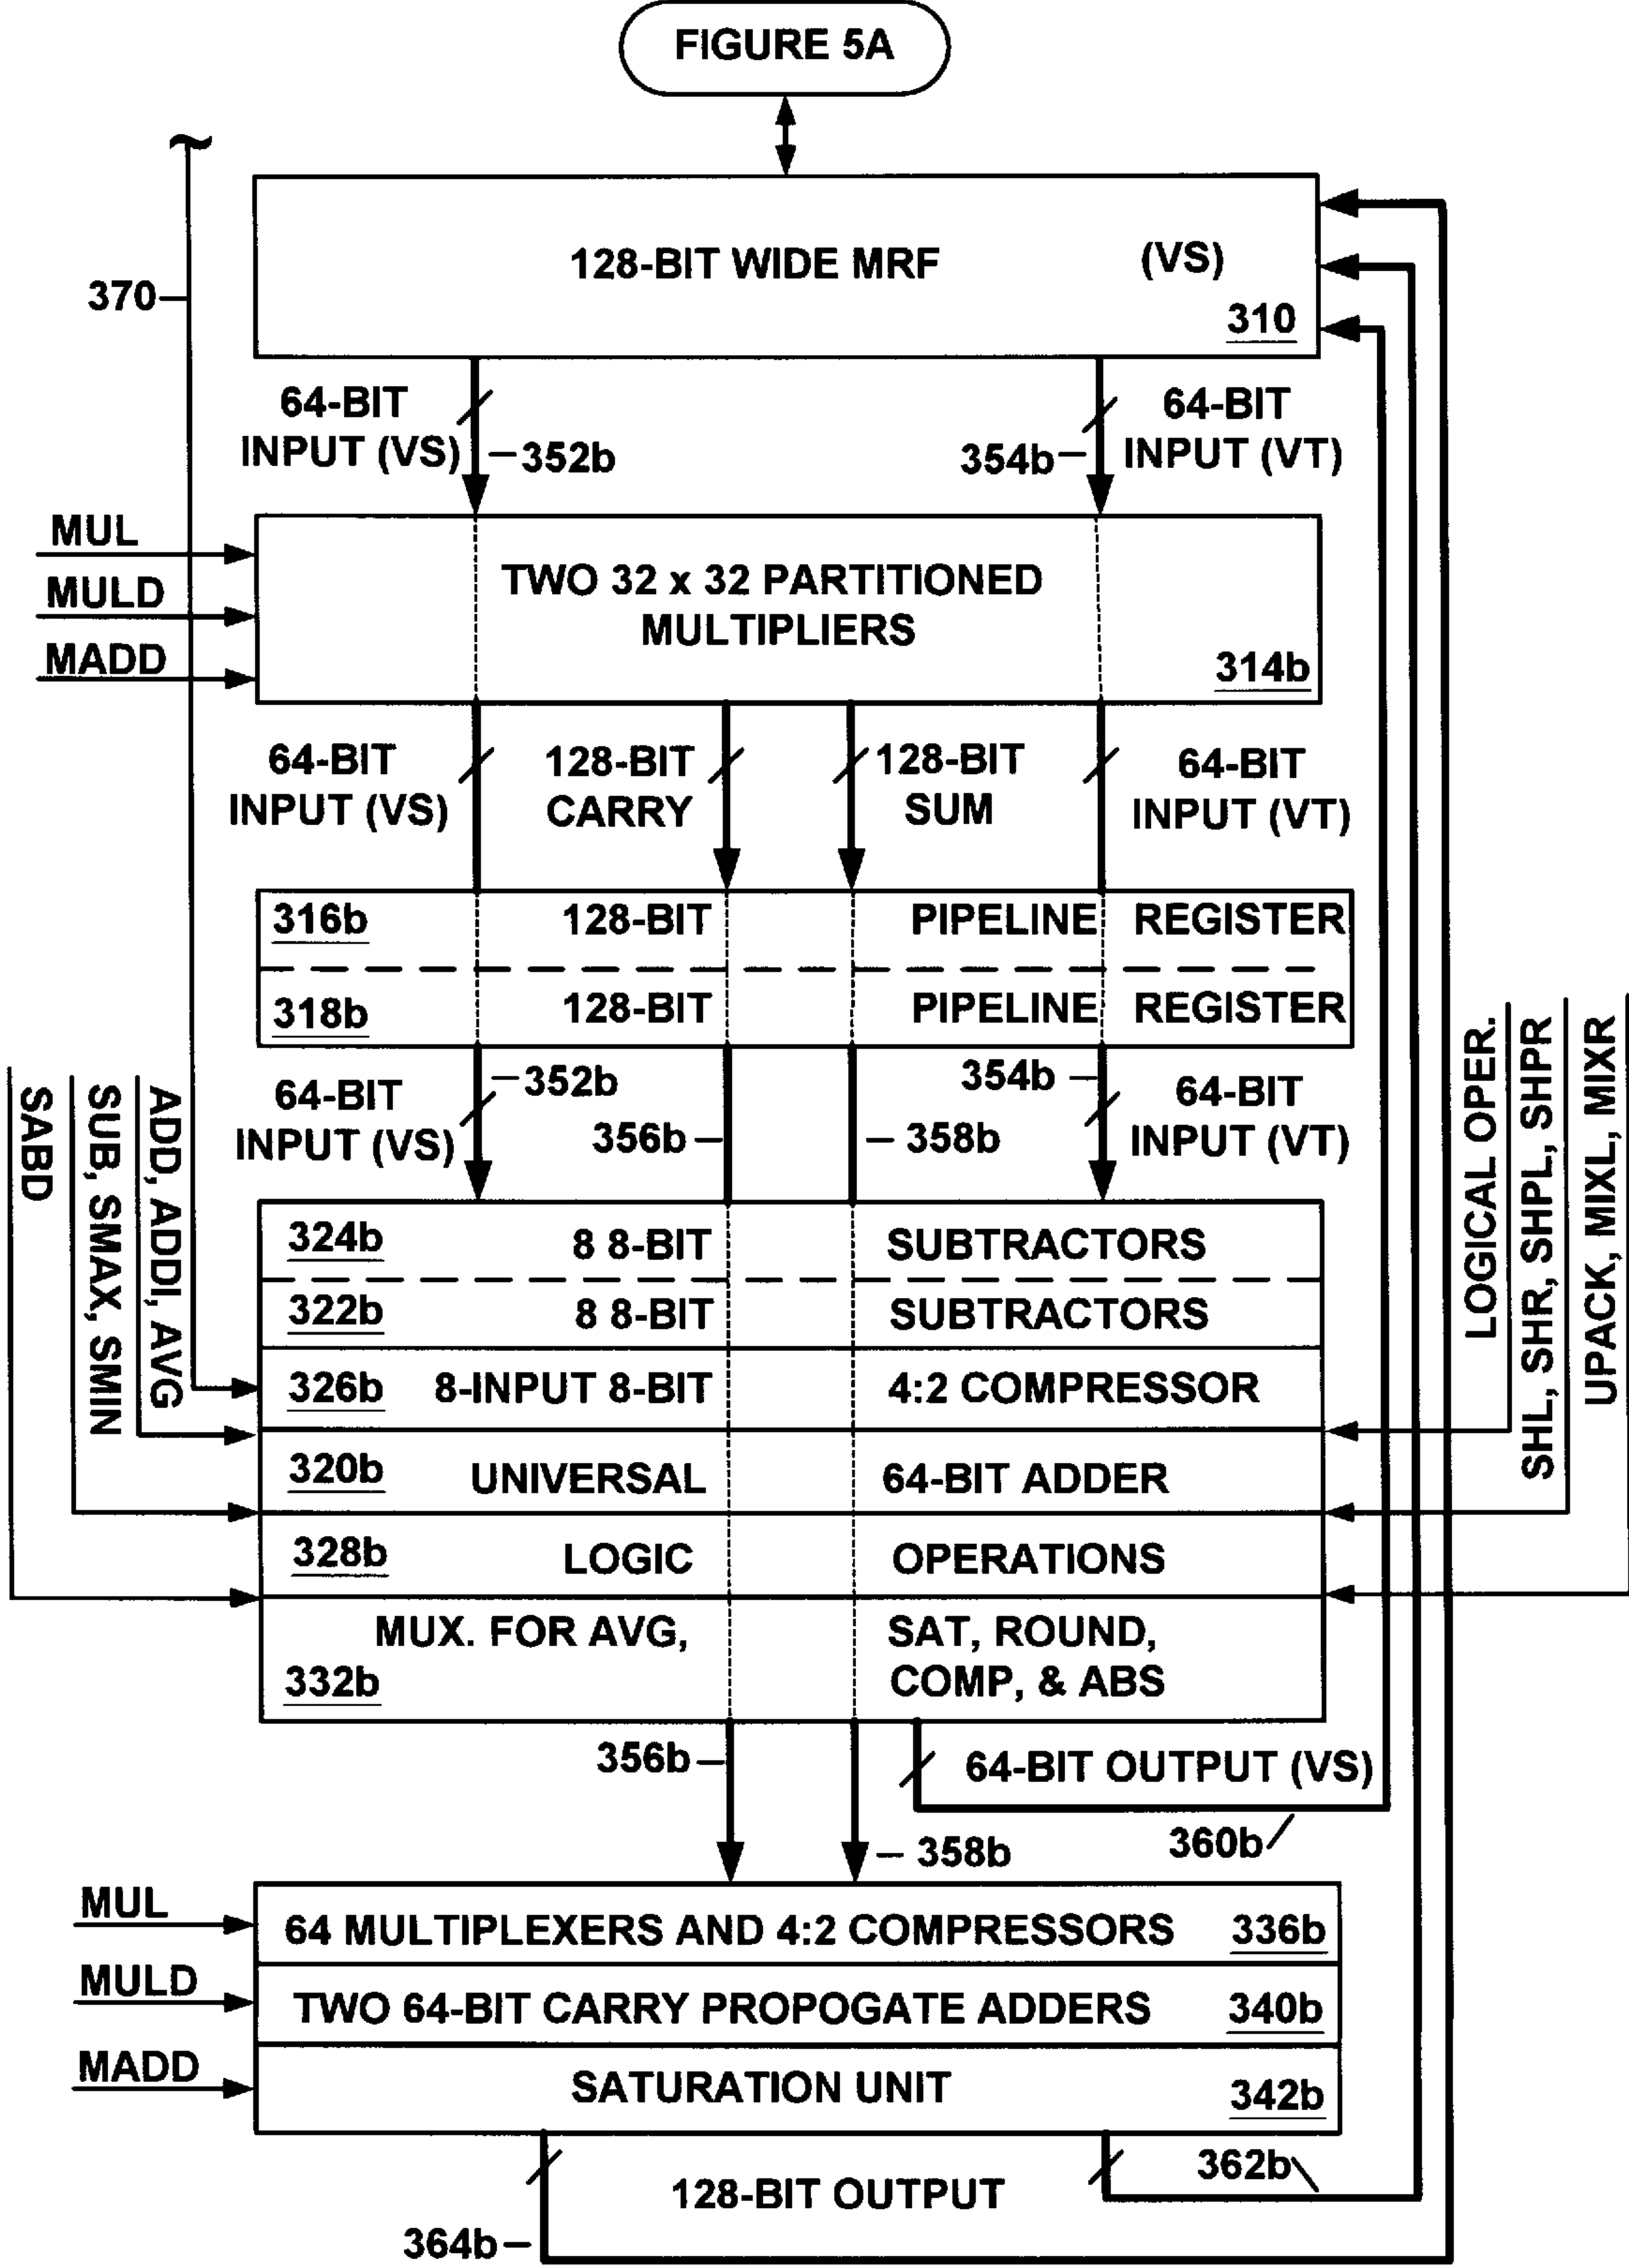 FIGURE 5A
370
128-BIT WIDE MRF (VS)
310
64-BIT
INPUT (VS)
352b
354b
64-BIT
INPUT (VT)
MUL
MULD
MADD
TWO 32 x 32 PARTITIONED
MULTIPLIERS
314b
64-BIT
INPUT (VS)
128-BIT
CARRY
128-BIT
SUM
64-BIT
INPUT (VT)
316b 128-BIT PIPELINE REGISTER
318b 128-BIT PIPELINE REGISTER
64-BIT
INPUT (VS)
352b
356b
358b
354b
64-BIT
INPUT (VT)
SABD
SUB, SMAX, SMIN
ADD, ADDI, AVG
LOGICAL OPER.
SHL, SHR, SHPL, SHPR
UPACK, MIXL, MIXR
324b 8 8-BIT SUBTRACTORS
322b 8 8-BIT SUBTRACTORS
326b 8-INPUT 8-BIT 4:2 COMPRESSOR
320b UNIVERSAL 64-BIT ADDER
328b LOGIC OPERATIONS
MUX. FOR AVG, SAT, ROUND,
332b COMP, & ABS
356b
358b
64-BIT OUTPUT (VS)
360b
MUL
MULD
MADD
64 MULTIPLEXERS AND 4:2 COMPRESSORS 336b
TWO 64-BIT CARRY PROPOGATE ADDERS 340b
SATURATION UNIT 342b
362b
128-BIT OUTPUT
364b